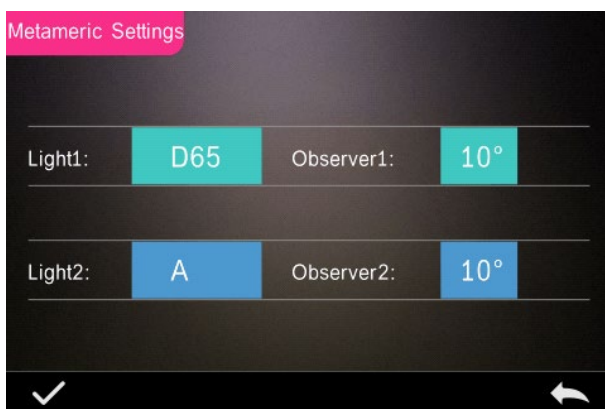 Metameric Settings
Light1: D65 Observer1: 10°
Light2: A Observer2: 10°